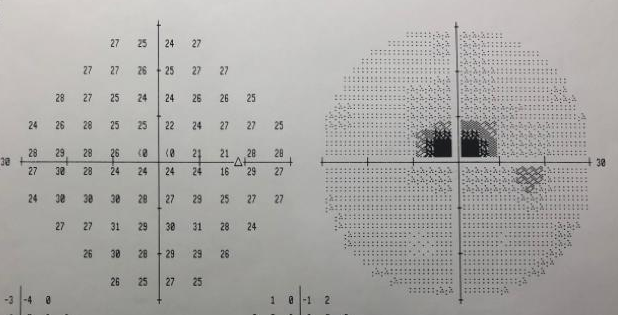 27 25 24 27
27 27 26 25 27 27
28 27 25 24 24 26 26 25
24 26 28 25 25 22 24 27 27 25
30 28 29 28 26 (0 (0 21 21 28 28 30
27 30 28 24 24 24 24 16 29 27
24 30 30 30 29 27 29 25 27 27
27 27 31 29 30 31 28 24
26 30 28 29 29 26
26 25 27 25
-3 -4 0 1 0 -1 2